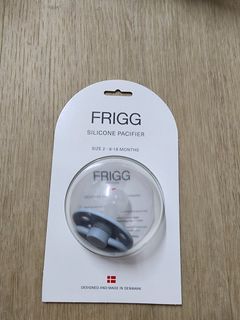 FRIGG
SILICONE PACIFIER
SIZE 2 · 6-18 MONTHS
FRIGG
DESIGNED AND MADE IN DENMARK